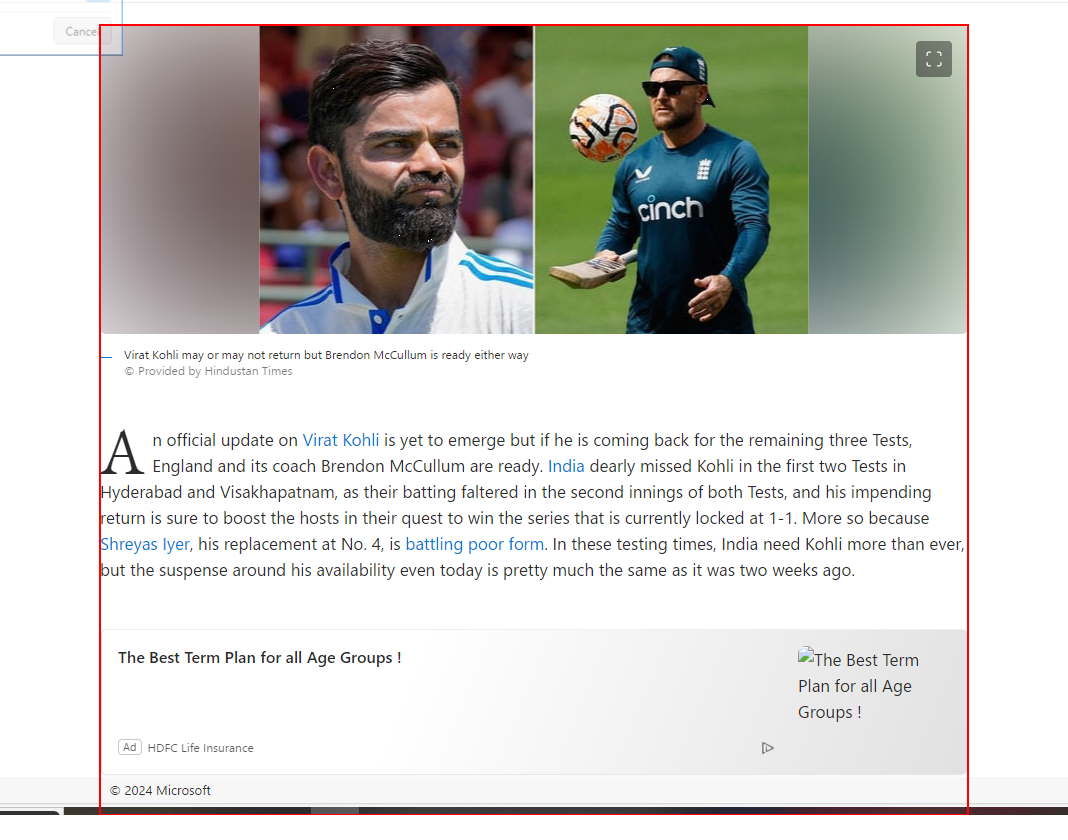 Cancel
cinch
Virat Kohli may or may not return but Brendon McCullum is ready either way
© Provided by Hindustan Times
An official update on Virat Kohli is yet to emerge but if he is coming back for the remaining three Tests,
England and its coach Brendon McCullum are ready. India dearly missed Kohli in the first two Tests in
Hyderabad and Visakhapatnam, as their batting faltered in the second innings of both Tests, and his impending
return is sure to boost the hosts in their quest to win the series that is currently locked at 1-1. More so because
Shreyas Iyer, his replacement at No. 4, is battling poor form. In these testing times, India need Kohli more than ever,
but the suspense around his availability even today is pretty much the same as it was two weeks ago.
The Best Term Plan for all Age Groups !
The Best Term
Plan for all Age
Groups !
Ad HDFC Life Insurance
© 2024 Microsoft